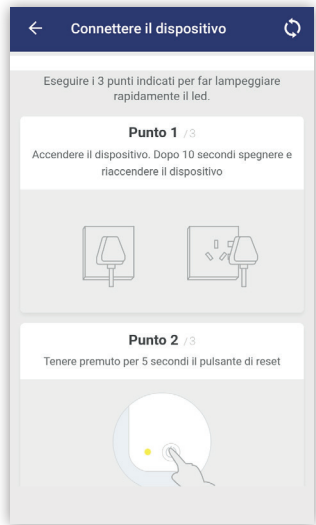 Connettere il dispositivo
Eseguire i 3 punti indicati per far lampeggiare
rapidamente il led.
Punto 1 /3
Accendere il dispositivo. Dopo 10 secondi spegnere e
riaccendere il dispositivo
Punto 2 /3
Tenere premuto per 5 secondi il pulsante di reset